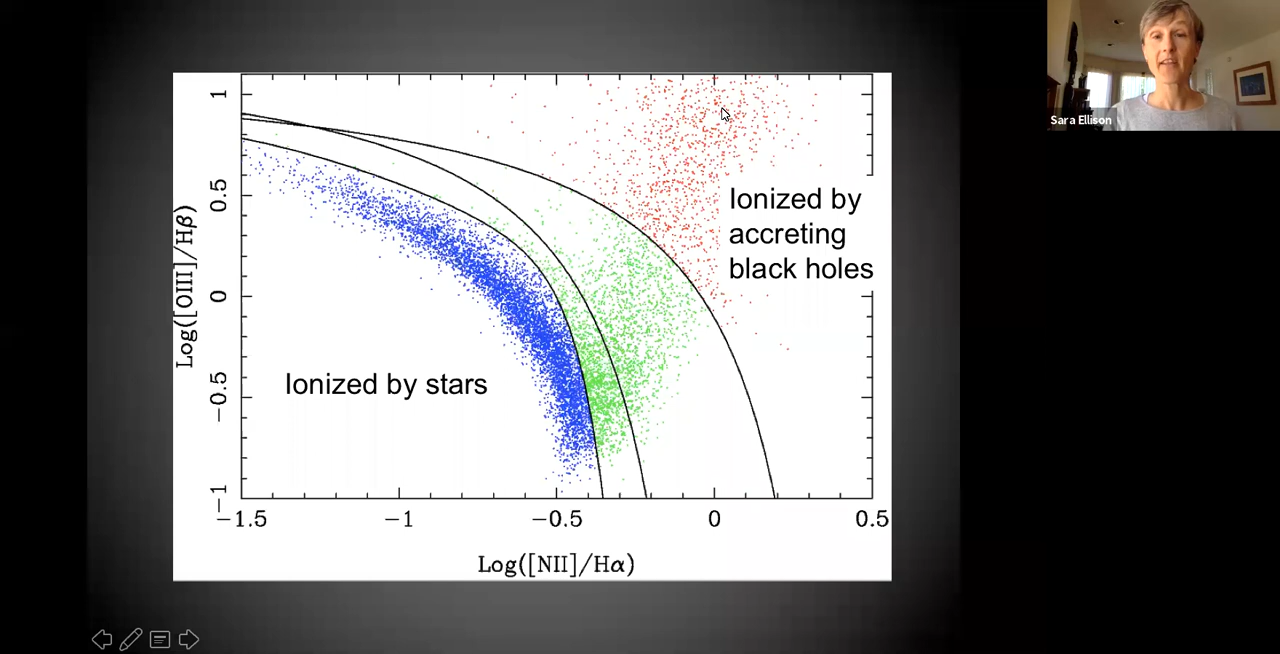 Sara Ellison
1
0.5
0
−0.5
−1
Log([OIII]/Hβ)
Ionized by
accreting
black holes
Ionized by stars
−1.5 −1 −0.5 0 0.5
Log([NII]/Hα)